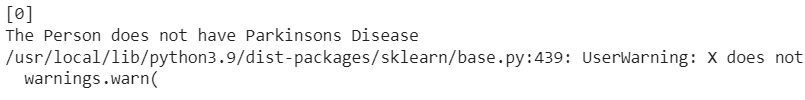 [0]
The Person does not have Parkinsons Disease
/usr/local/lib/python3.9/dist-packages/sklearn/base.py:439: UserWarning: X does not
  warnings.warn(